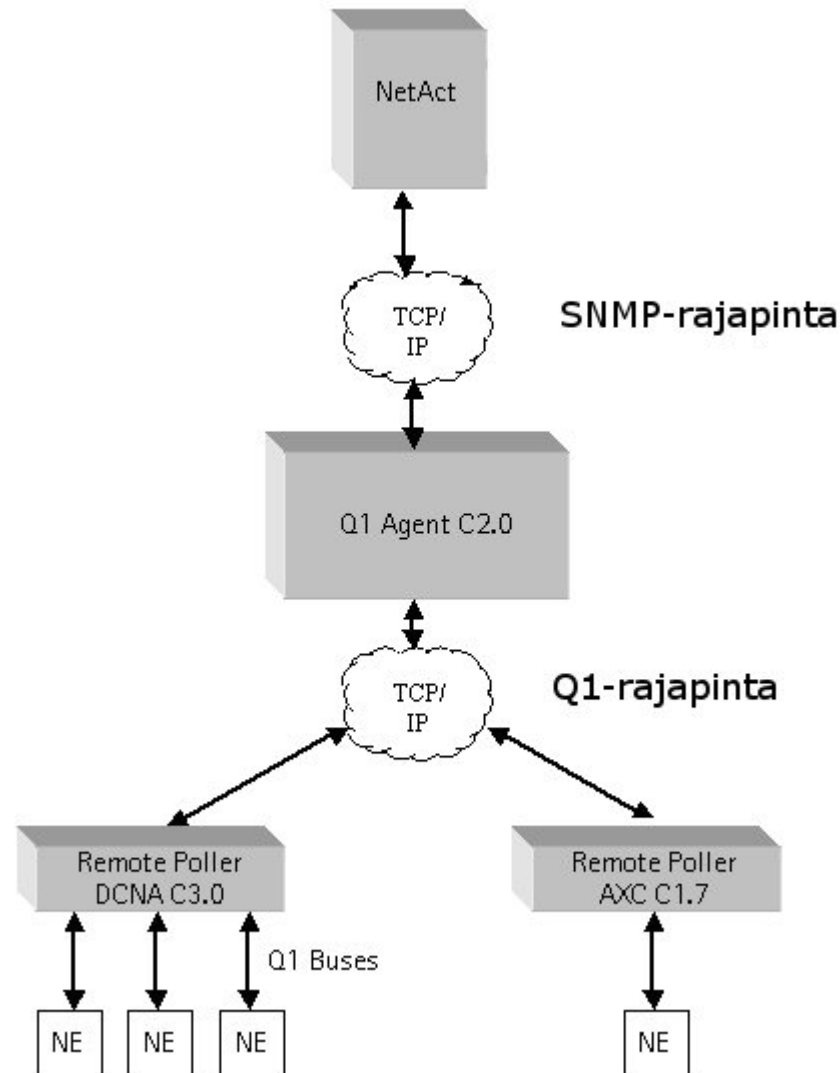 NetAct
TCP/
IP
SNMP-rajapinta
Q1 Agent C2.0
TCP/
IP
Q1-rajapinta
Remote Poller
DCNA C3.0
Remote Poller
AXC C1.7
Q1 Buses
NE
NE
NE
NE